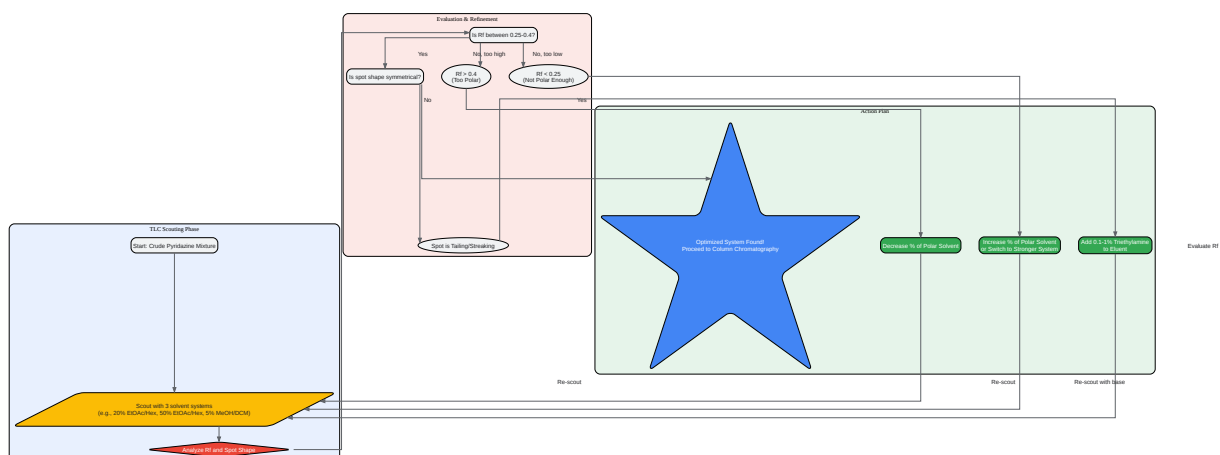 Evaluation & Refinement
Is Rf between 0.25-0.4?
Yes
No, too high
No, too low
Is spot shape symmetrical?
Rf > 0.4
(Too Polar)
Rf < 0.25
(Not Polar Enough)
No
Yes
Action Plan
TLC Scouting Phase
Start: Crude Pyridazine Mixture
Spot is Tailing/Streaking
Optimized System Found!
Proceed to Column Chromatography
Decrease % of Polar Solvent
Increase % of Polar Solvent
or Switch to Stronger System
Add 0.1-1% Triethylamine
to Eluent
Evaluate Rf
Re-scout
Re-scout
Re-scout with base
Scout with 3 solvent systems
(e.g., 20% EtOAc/Hex, 50% EtOAc/Hex, 5% MeOH/DCM)
Analyze Rf and Spot Shape